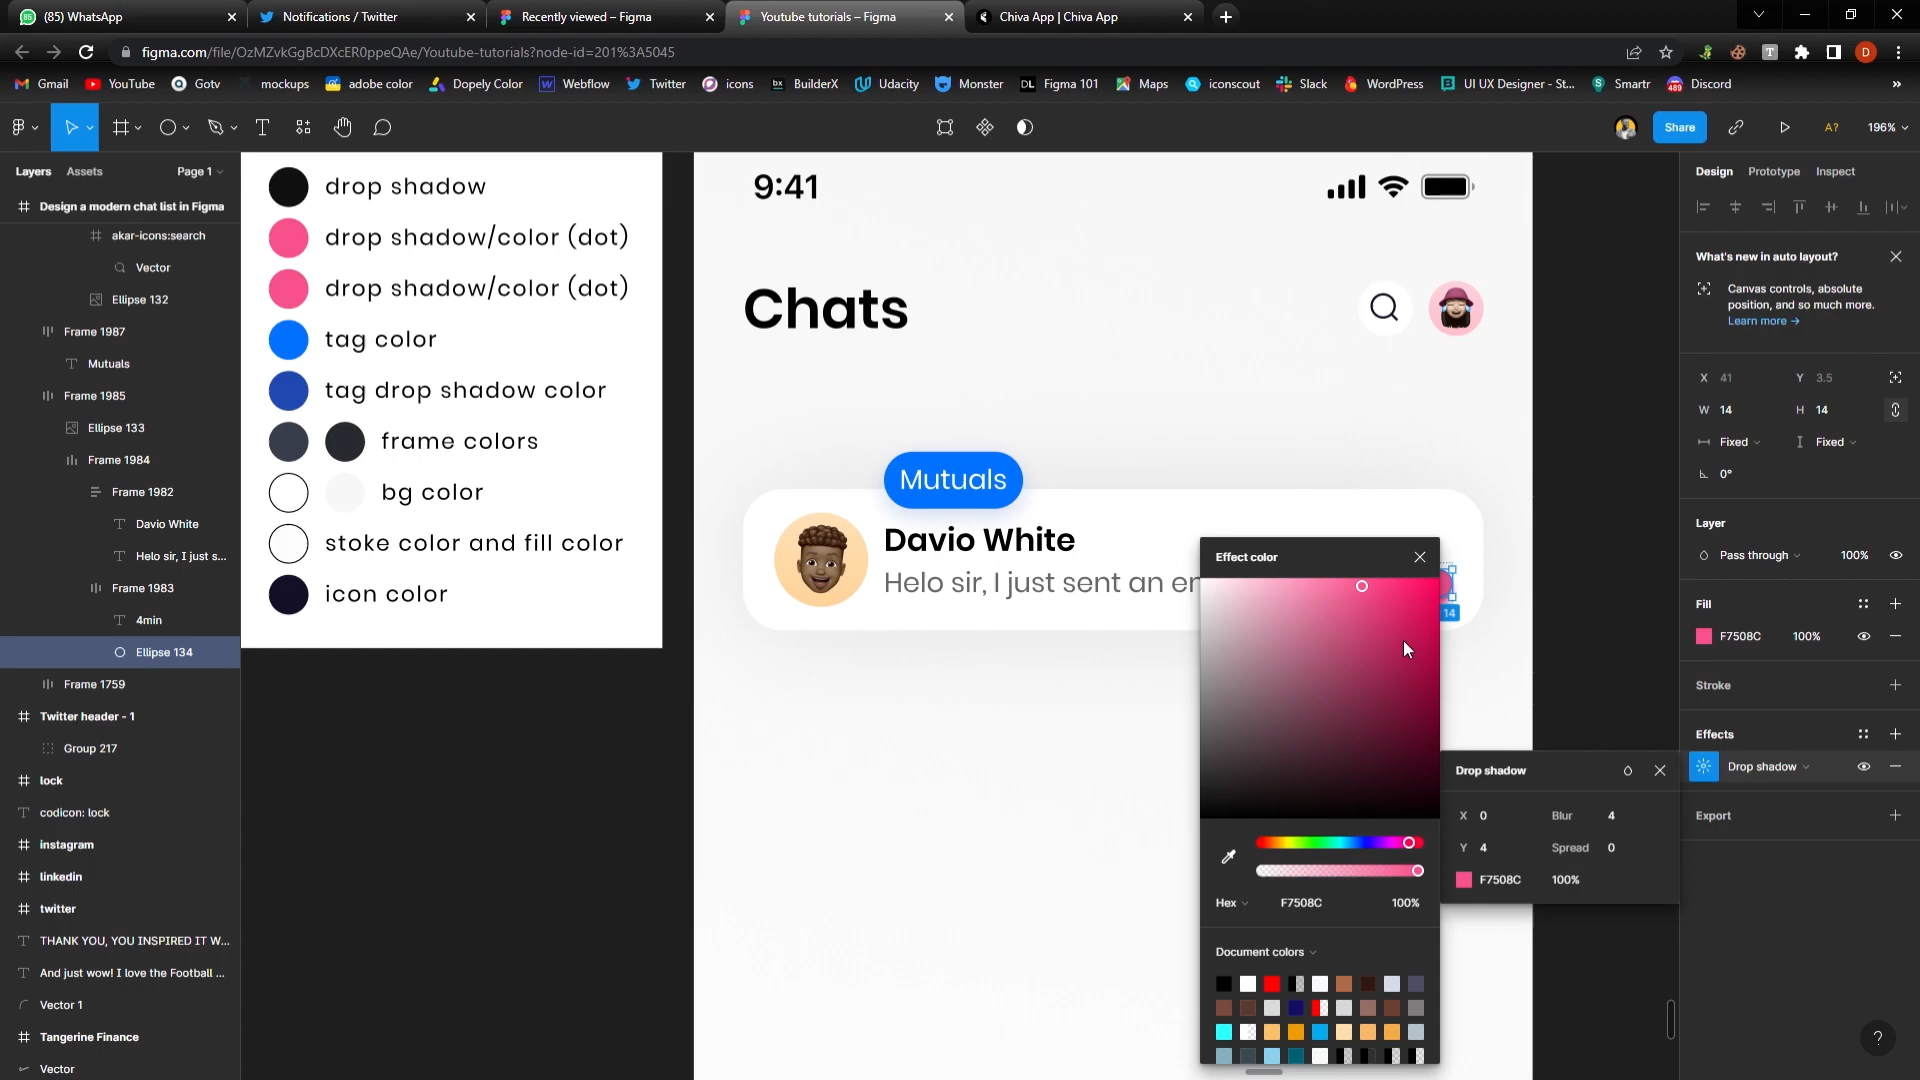 (85) WhatsApp
Notifications / Twitter
Recently viewed – Figma
Youtube tutorials – Figma
Chiva App | Chiva App
figma.com/file/OzMZvkGgBcDXcER0ppeQAe/Youtube-tutorials?node-id=201%3A5045
Gmail YouTube Gotv mockups adobe color Dopely Color Webflow Twitter icons BuilderX Udacity Monster Figma 101 Maps iconscout Slack WordPress UI UX Designer - St... Smartr Discord
Share
A?
196%
Layers Assets Page 1
Design a modern chat list in Figma
akar-icons:search
Vector
Ellipse 132
Frame 1987
Mutuals
Frame 1985
Ellipse 133
Frame 1984
Frame 1982
Davio White
Helo sir, I just s...
Frame 1983
4min
Ellipse 134
Frame 1759
Twitter header - 1
Group 217
lock
codicon: lock
instagram
linkedin
twitter
THANK YOU, YOU INSPIRED IT W...
And just wow! I love the Football ...
Vector 1
Tangerine Finance
Vector
drop shadow
drop shadow/color (dot)
drop shadow/color (dot)
tag color
tag drop shadow color
frame colors
bg color
stoke color and fill color
icon color
9:41
Chats
Mutuals
Davio White
Helo sir, I just sent an
14
Effect color
Hex F7508C 100%
Document colors
Drop shadow
X 0 Blur 4
Y 4 Spread 0
F7508C 100%
Design Prototype Inspect
What's new in auto layout?
Canvas controls, absolute
position, and so much more.
Learn more →
X 41 Y 3.5
W 14 H 14
Fixed Fixed
0°
Layer
Pass through 100%
Fill
F7508C 100%
Stroke
Effects
Drop shadow
Export
?